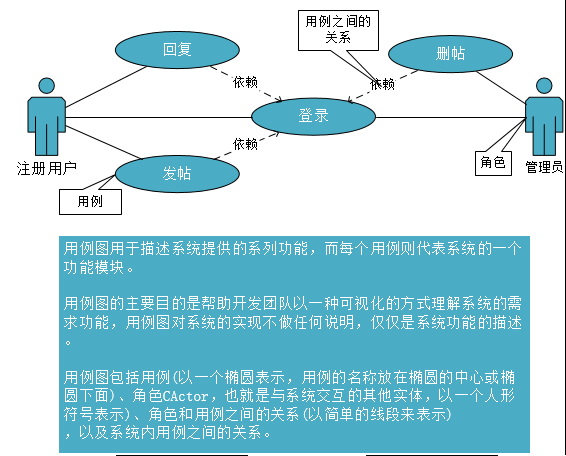 用例之间的
关系
回复
删帖
依赖
依赖
登录
注册用户
依赖
角色
管理员
发帖
用例
用例图用于描述系统提供的系列功能，而每个用例则代表系统的一个
功能模块。
用例图的主要目的是帮助开发团队以一种可视化的方式理解系统的需
求功能，用例图对系统的实现不做任何说明，仅仅是系统功能的描述
。
用例图包括用例(以一个椭圆表示，用例的名称放在椭圆的中心或椭
圆下面)、角色CActor，也就是与系统交互的其他实体，以一个人形
符号表示)、角色和用例之间的关系(以简单的线段来表示)
，以及系统内用例之间的关系。